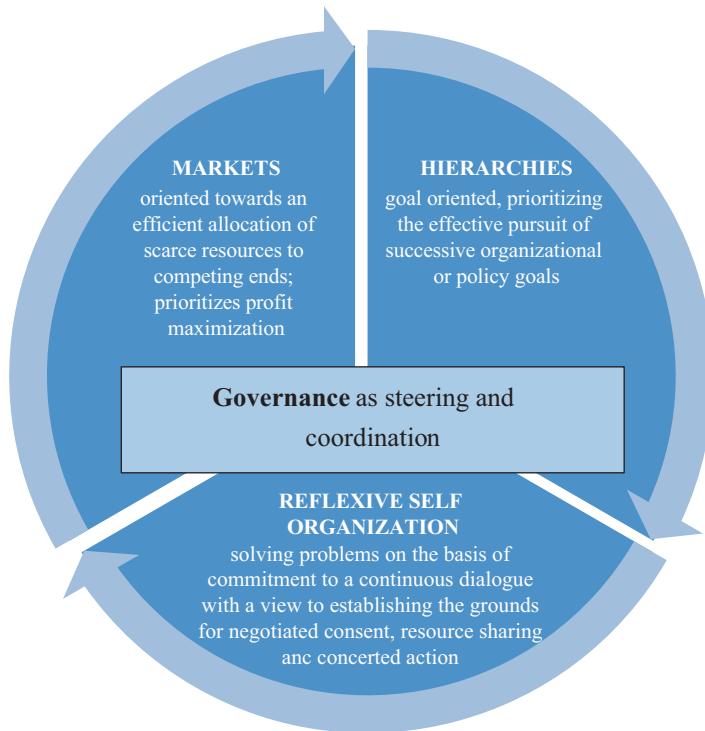 MARKETS
oriented towards an
efficient allocation of
scarce resources to
competing ends;
prioritizes profit
maximization
HIERARCHIES
goal oriented, prioritizing
the effective pursuit of
successive organizational
or policy goals
Governance as steering and
coordination
REFLEXIVE SELF
ORGANIZATION
solving problems on the basis of
commitment to a continuous dialogue
with a view to establishing the grounds
for negotiated consent, resource sharing
anc concerted action